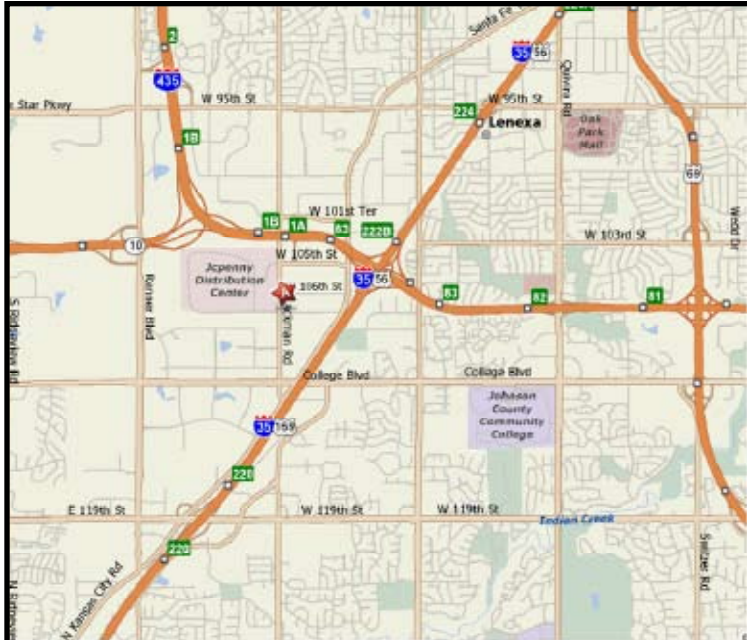 2
Santa Fe
35
56
435
Quivira Rd
Star Pkwy
W 95th St
224
W 95th St
Lenexa
Oak
Park
Mall
1B
69
W 101st Ter
1B
1A
83
222B
W 103rd St
10
W 105th St
Jcpenny
Distribution
Center
A
106th St
35
56
83
82
81
Renner Blvd
College Blvd
College Blvd
Johnson
County
Community
College
35
169
220
E 119th St
W 119th St
W 119th St
Indian Creek
220
N Kansas City Rd
Switzer Rd